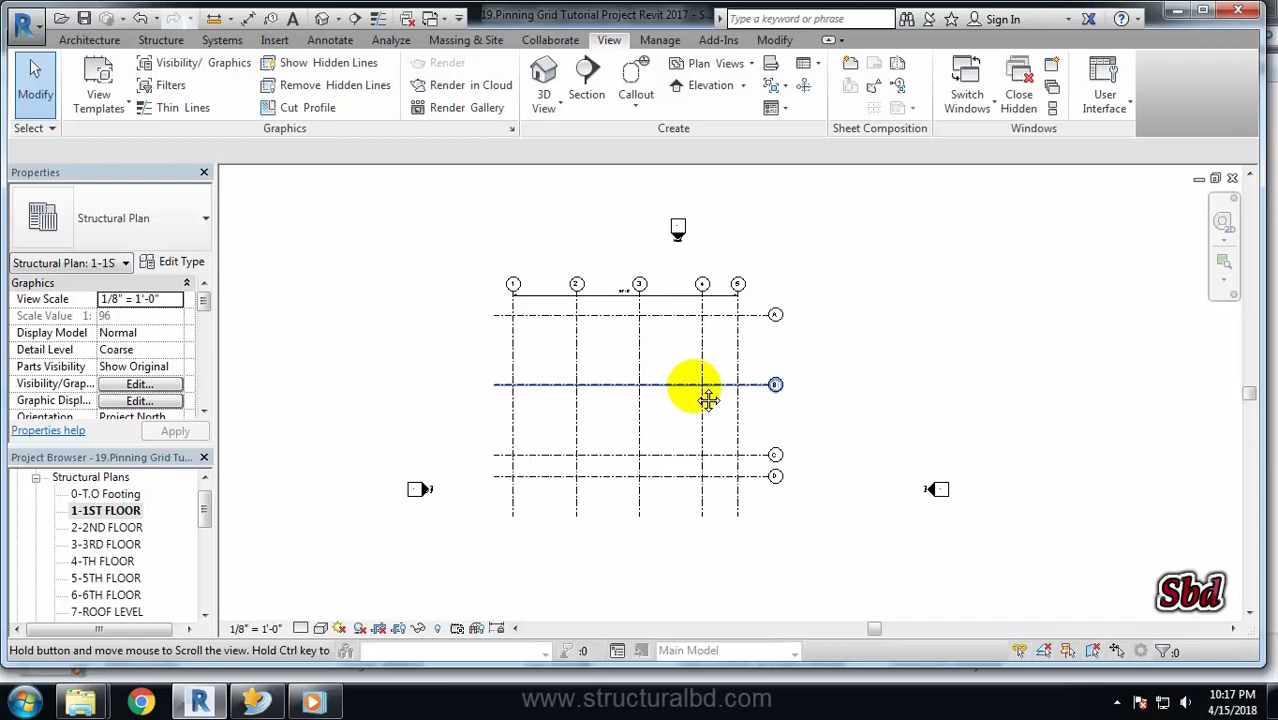 19.Pinning Grid Tutorial Project Revit 2017 - S...
Type a keyword or phrase
Sign In
Architecture Structure Systems Insert Annotate Analyze Massing & Site Collaborate View Manage Add-Ins Modify
Modify
Select
View Templates
Visibility/ Graphics
Filters
Thin Lines
Show Hidden Lines
Remove Hidden Lines
Cut Profile
Graphics
Render
Render in Cloud
Render Gallery
3D View
Section
Callout
Plan Views
Elevation
Create
Sheet Composition
Switch Windows
Close Hidden
User Interface
Windows
Properties
Structural Plan
Structural Plan: 1-1S
Edit Type
Graphics
View Scale 1/8" = 1'-0"
Scale Value 1: 96
Display Model Normal
Detail Level Coarse
Parts Visibility Show Original
Visibility/Grap... Edit...
Graphic Displ... Edit...
Orientation Project North
Properties help Apply
Project Browser - 19.Pinning Grid Tu...
Structural Plans
0-T.O Footing
1-1ST FLOOR
2-2ND FLOOR
3-3RD FLOOR
4-TH FLOOR
5-5TH FLOOR
6-6TH FLOOR
7-ROOF LEVEL
1 2 3 4 5
A
B
C
D
2D
Sbd
1/8" = 1'-0"
Hold button and move mouse to Scroll the view. Hold Ctrl key to
:0
Main Model
:0
www.structuralbd.com
10:17 PM
4/15/2018